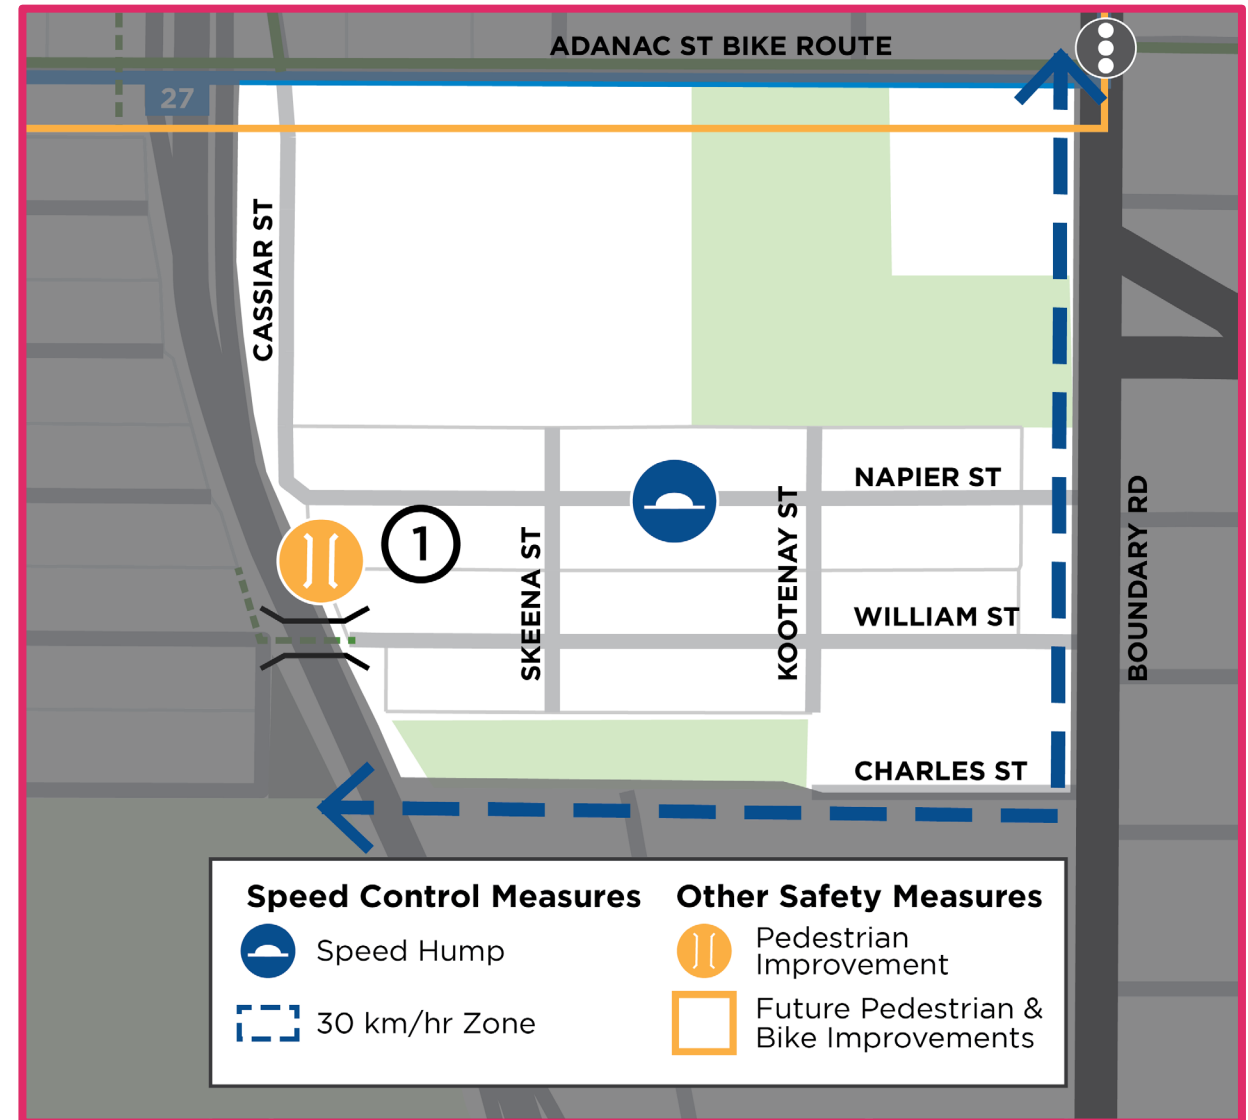 ADANAC ST BIKE ROUTE
27
CASSIAR ST
NAPIER ST
1
SKEENA ST
KOOTENAY ST
BOUNDARY RD
WILLIAM ST
CHARLES ST
Speed Control Measures
Speed Hump
30 km/hr Zone
Other Safety Measures
Pedestrian
Improvement
Future Pedestrian &
Bike Improvements